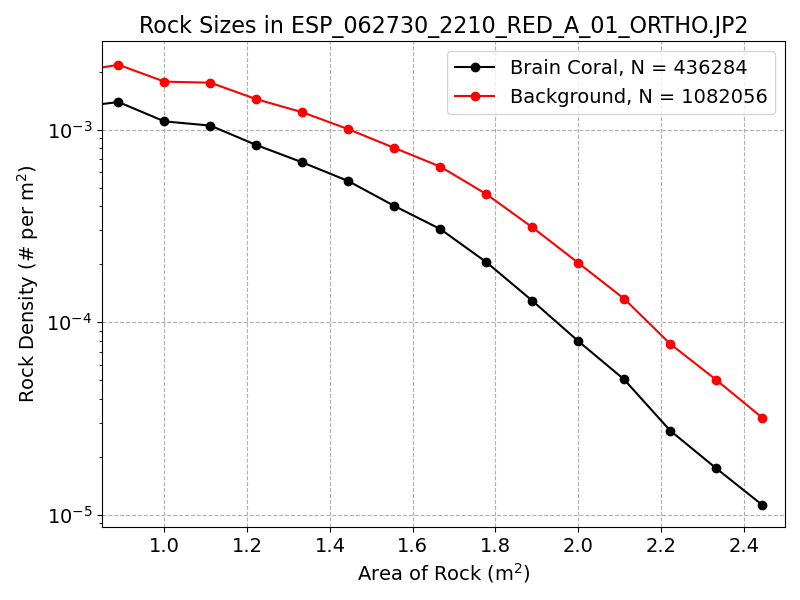 Rock Sizes in ESP_062730_2210_RED_A_01_ORTHO.JP2
Brain Coral, N = 436284
Background, N = 1082056
Rock Density (# per m²)
10⁻³
10⁻⁴
10⁻⁵
1.0 1.2 1.4 1.6 1.8 2.0 2.2 2.4
Area of Rock (m²)